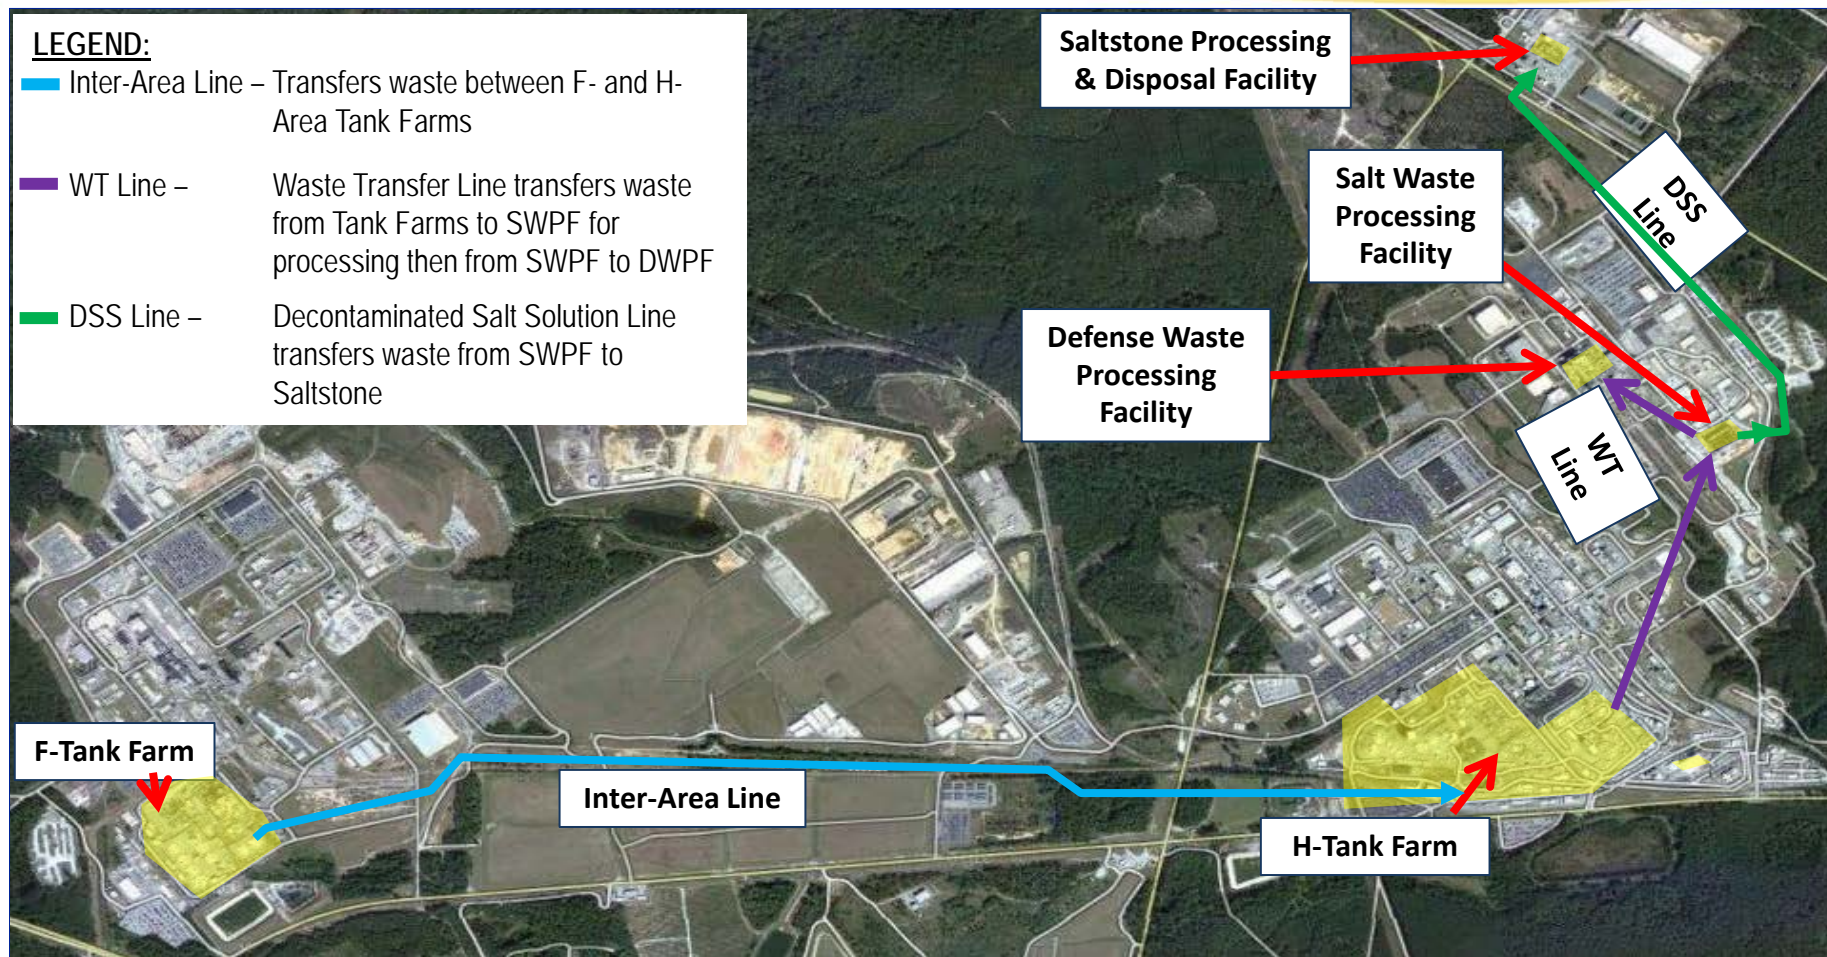 LEGEND:
Inter-Area Line – Transfers waste between F- and H-
Area Tank Farms
WT Line – Waste Transfer Line transfers waste
from Tank Farms to SWPF for
processing then from SWPF to DWPF
DSS Line – Decontaminated Salt Solution Line
transfers waste from SWPF to
Saltstone
Saltstone Processing
& Disposal Facility
Salt Waste
Processing
Facility
DSS
Line
Defense Waste
Processing
Facility
WT
Line
F-Tank Farm
Inter-Area Line
H-Tank Farm